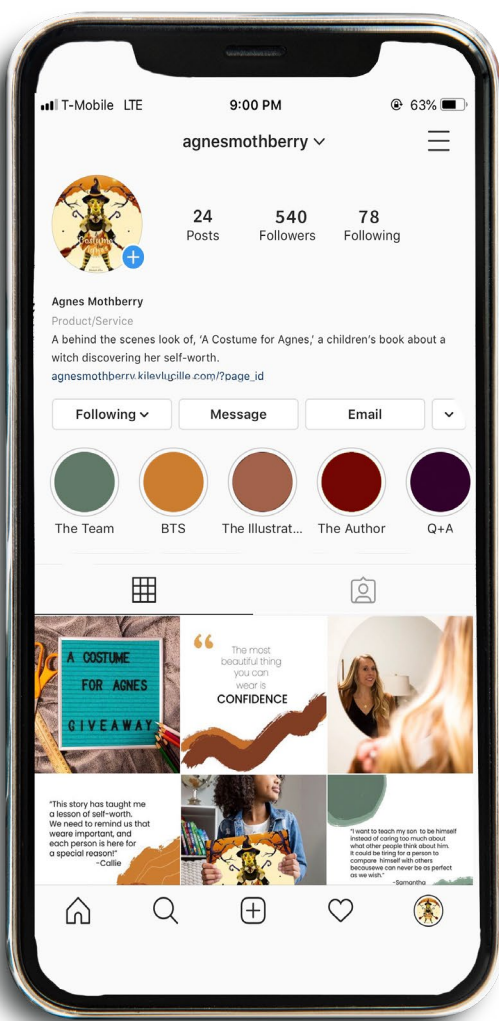 T-Mobile LTE
9:00 PM
63%
agnesmothberry
24
540
78
Posts
Followers
Following
Agnes Mothberry
Product/Service
A behind the scenes look of, 'A Costume for Agnes,' a children's book about a
witch discovering her self-worth.
agnesmothberry.kileylucille.com/?page_id
Following
Message
Email
The Team
BTS
The Illustrat...
The Author
Q+A
A COSTUME
FOR AGNES
GIVEAWAY
“
The most
beautiful thing
you can
wear is
CONFIDENCE
"This story has taught me
a lesson of self-worth.
We need to remind us that
weare important, and
each person is here for
a special reason!"
-Callie
"I want to teach my son to be himself
instead of caring too much about
what other people think about him.
It could be tiring for a person to
compare himself with others
becausewe can never be as perfect
as we wish."
-Samantha